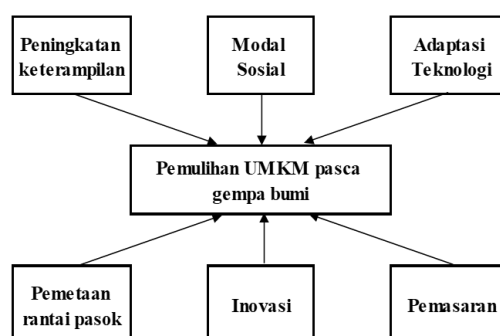 Peningkatan
keterampilan
Modal
Sosial
Adaptasi
Teknologi
Pemulihan UMKM pasca
gempa bumi
Pemetaan
rantai pasok
Inovasi
Pemasaran